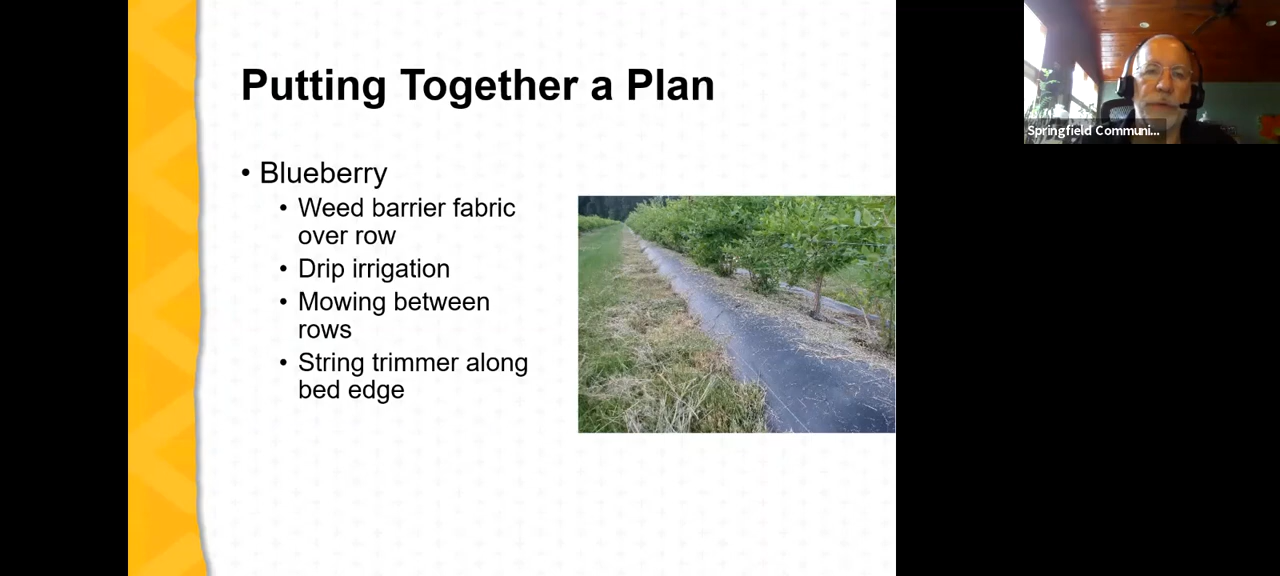 Putting Together a Plan
• Blueberry
• Weed barrier fabric
over row
• Drip irrigation
• Mowing between
rows
• String trimmer along
bed edge
Springfield Communi...